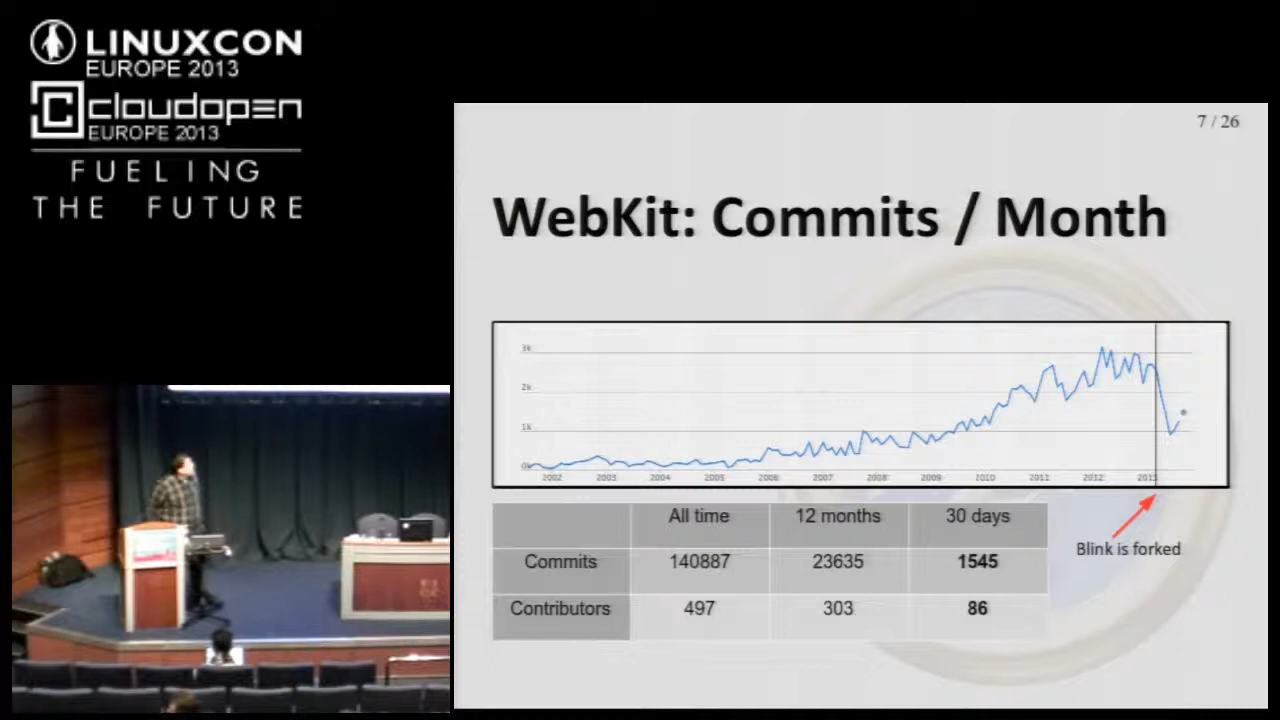 LINUXCON
EUROPE 2013
cloudopen
EUROPE 2013
FUELING
THE FUTURE
7 / 26
WebKit: Commits / Month
3k
2k
1k
0k
2002 2003 2004 2005 2006 2007 2008 2009 2010 2011 2012 2013
Blink is forked
All time 12 months 30 days
Commits 140887 23635 1545
Contributors 497 303 86